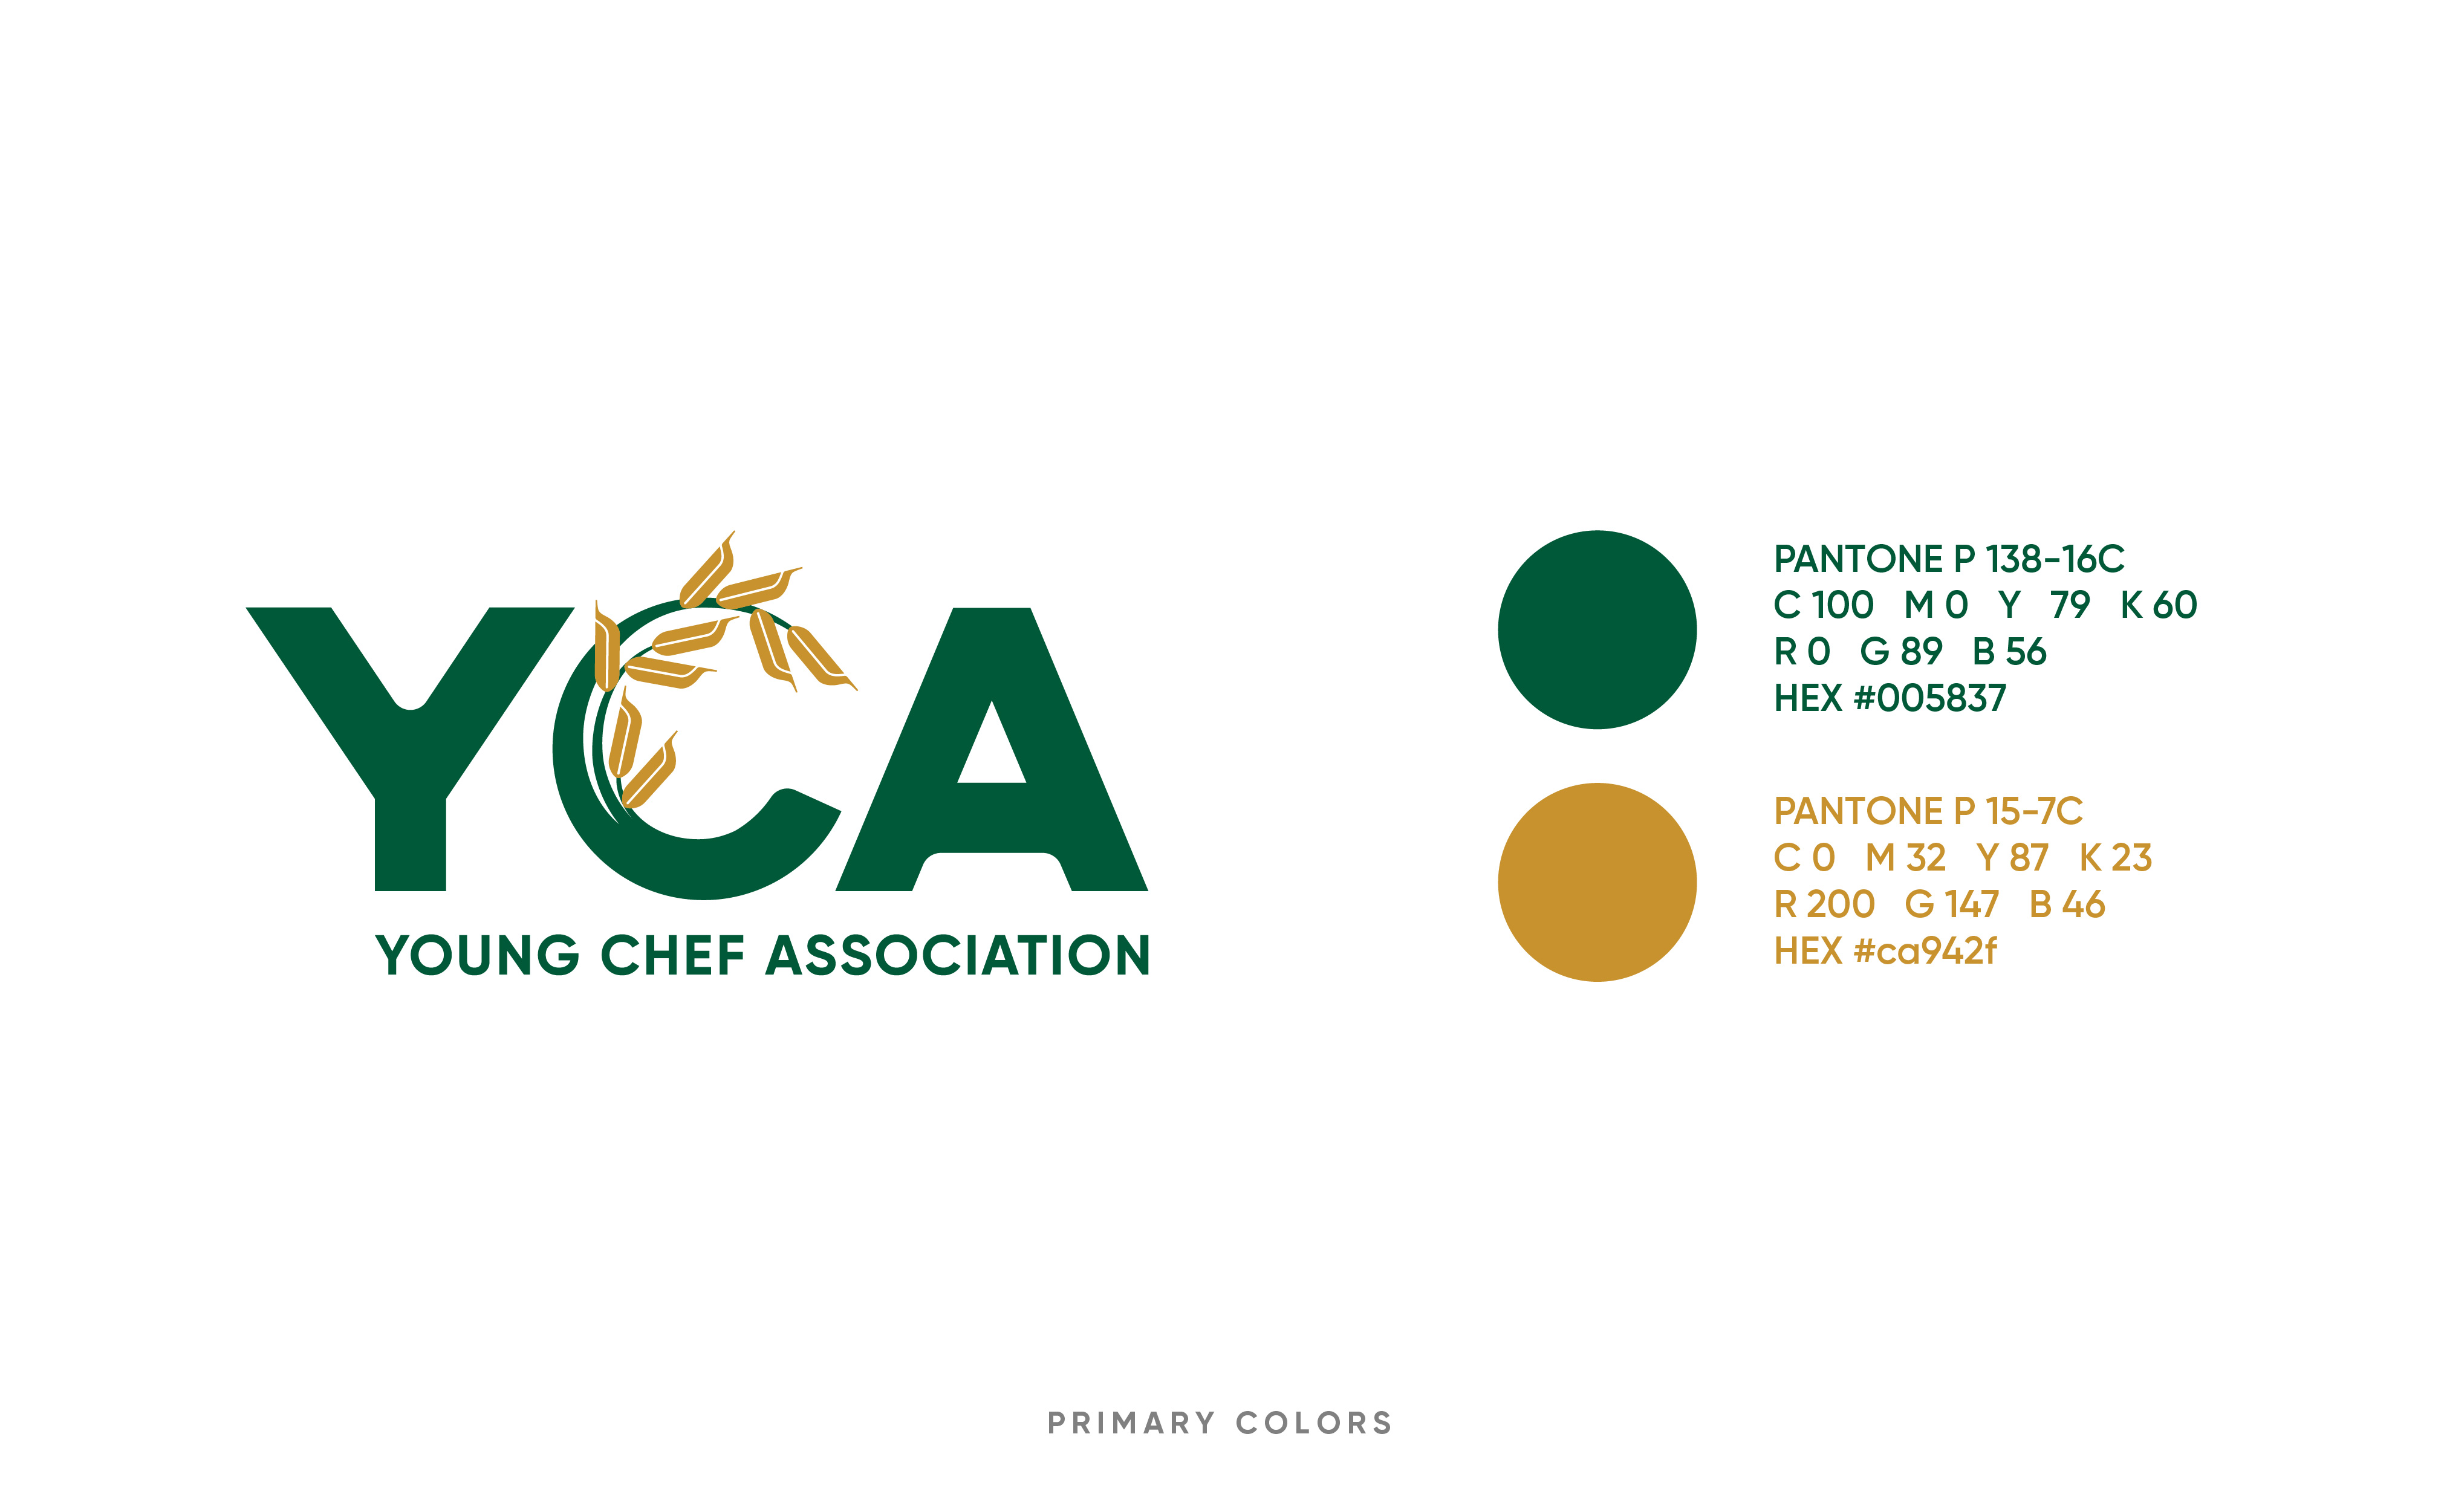 YCA
YOUNG CHEF ASSOCIATION
PANTONE P 138-16C
C 100 M 0 Y 79 K 60
R 0 G 89 B 56
HEX #005837
PANTONE P 15-7C
C 0 M 32 Y 87 K 23
R 200 G 147 B 46
HEX #ca942f
PRIMARY COLORS